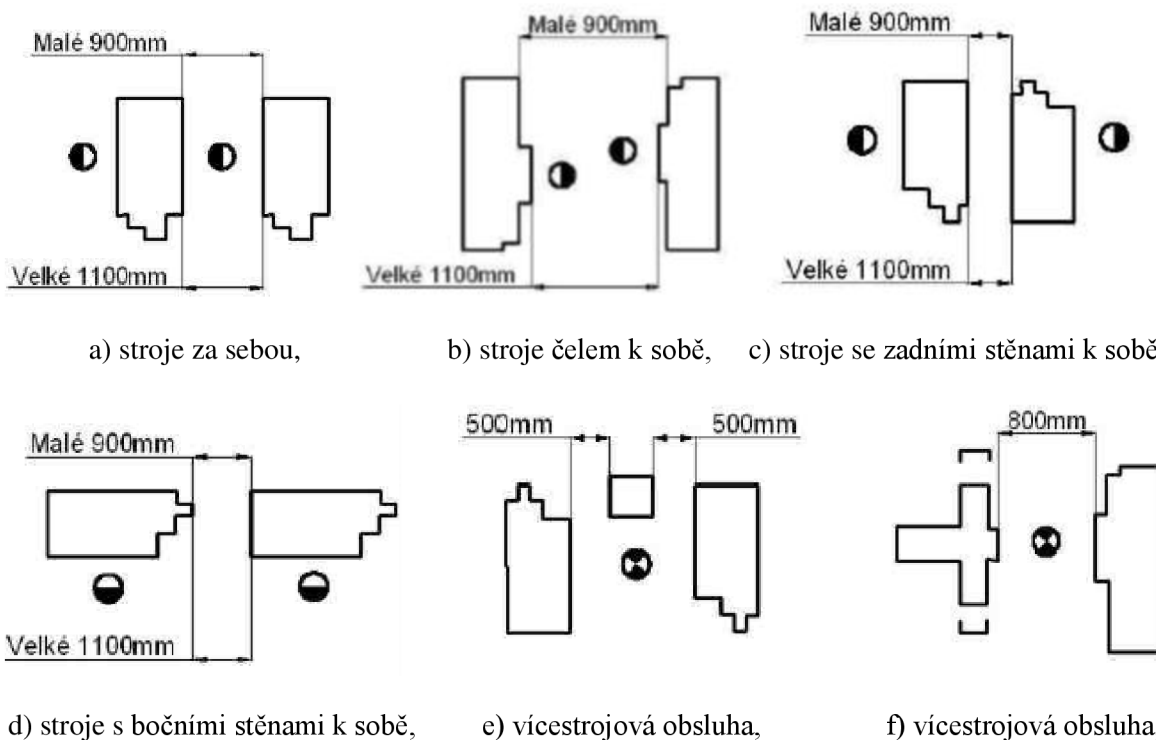 Malé 900mm
Velké 1100mm
a) stroje za sebou,
Malé 900mm
Velké 1100mm
b) stroje čelem k sobě,
Malé 900mm
Velké 1100mm
c) stroje se zadními stěnami k sobě
Malé 900mm
Velké 1100mm
d) stroje s bočními stěnami k sobě,
500mm 500mm
e) vícestrojová obsluha,
800mm
f) vícestrojová obsluha